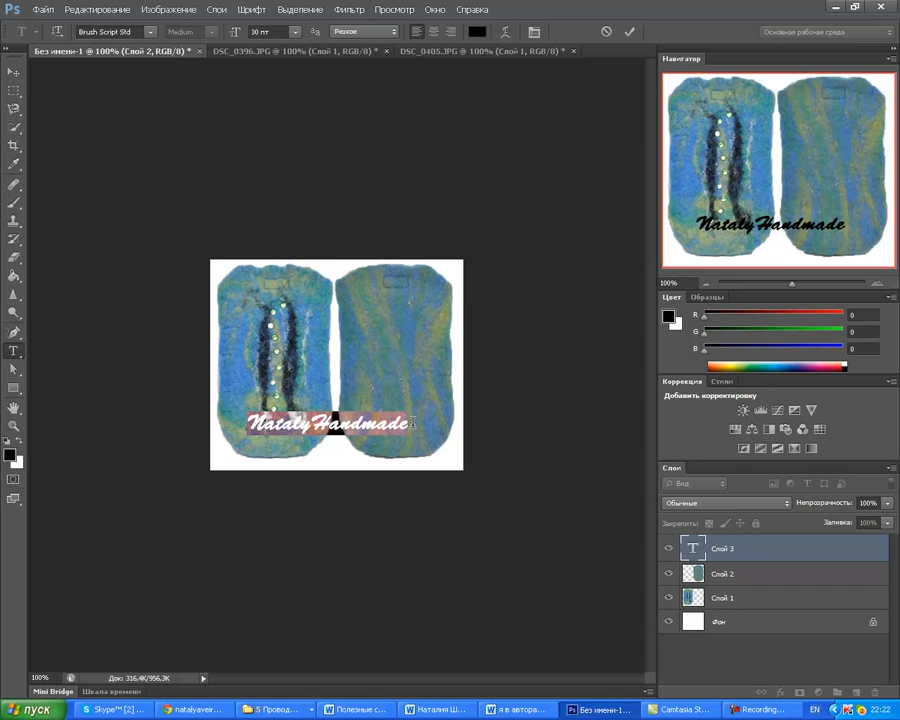 Ps Файл Редактирование Изображение Слои Шрифт Выделение Фильтр Просмотр Окно Справка
T Brush Script Std Medium 30 пт Резкое Основная рабочая среда
Без имени-1 @ 100% (Слой 2, RGB/8) * × DSC_0396.JPG @ 100% (Слой 1, RGB/8) * × DSC_0405.JPG @ 100% (Слой 1, RGB/8) * ×
Навигатор
NatalyHandmade
100%
Цвет Образцы
R 0
G 0
B 0
NatalyHandmade
Коррекция Стили
Добавить корректировку
Слои
Вид
Обычные Непрозрачность: 100%
Закрепить: Заливка: 100%
T Слой 3
Слой 2
Слой 1
Фон
100% Док: 316,4K/956,3K
Mini Bridge Шкала времени
пуск Skype™ [2] ... natalyaveir... 5 Провод... Полезные с... Наталия Ш... я в автора... Без имени-1... Camtasia St... Recording... EN 22:22